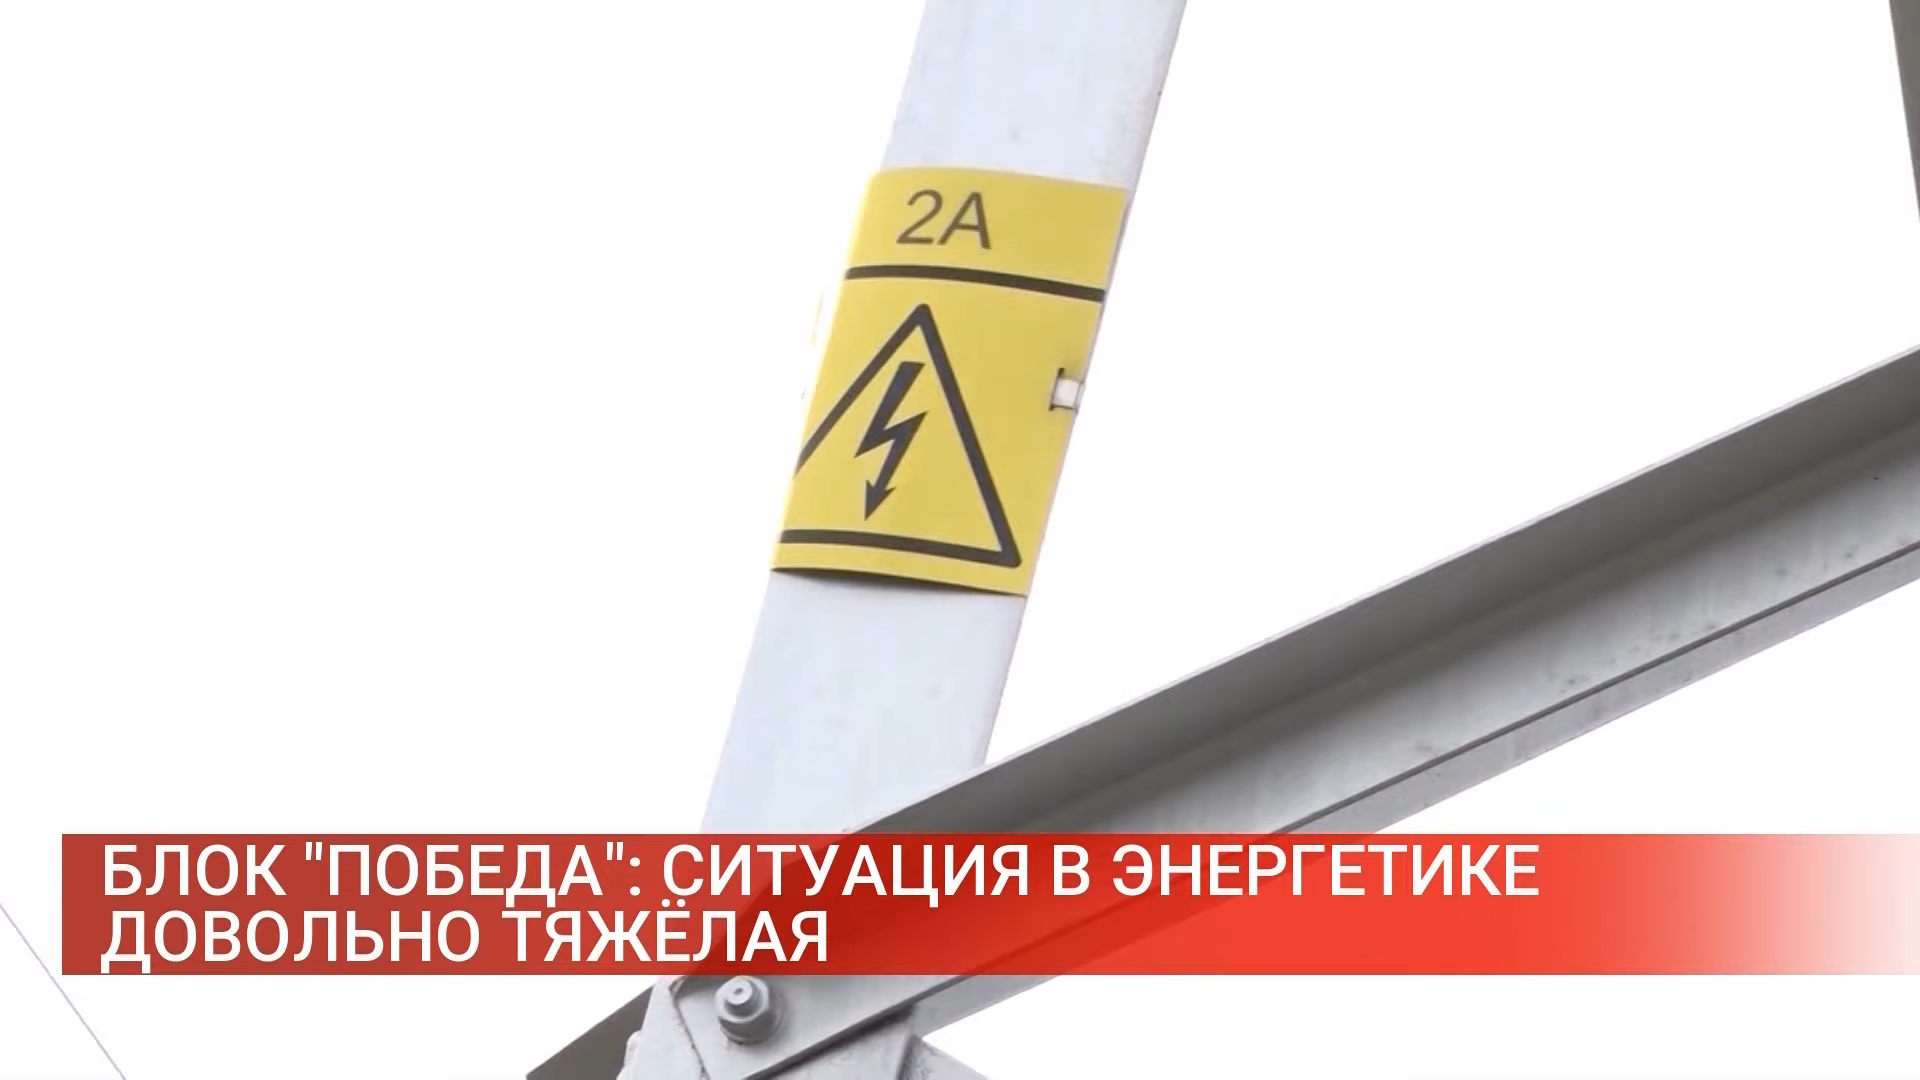 2A
БЛОК "ПОБЕДА": СИТУАЦИЯ В ЭНЕРГЕТИКЕ
ДОВОЛЬНО ТЯЖЁЛАЯ